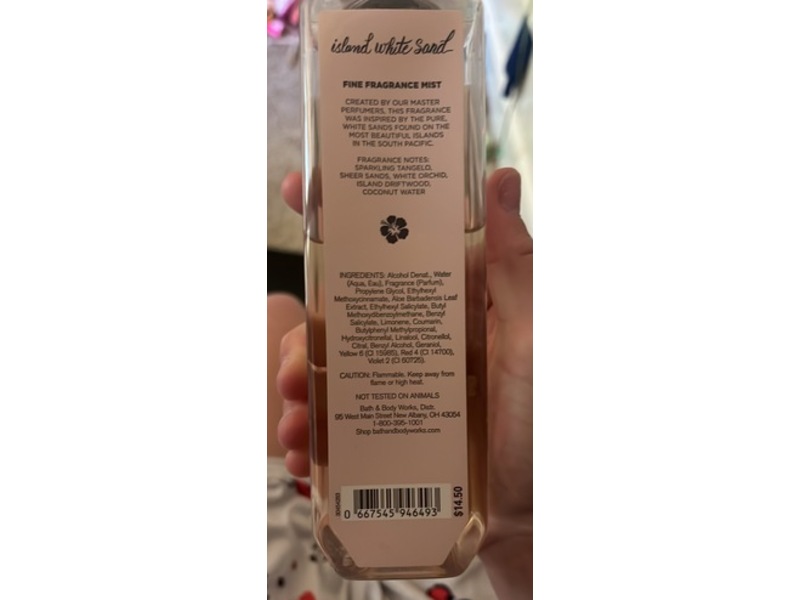 island white sand
FINE FRAGRANCE MIST
CREATED BY OUR MASTER
PERFUMERS, THIS FRAGRANCE
WAS INSPIRED BY THE PURE,
WHITE SANDS FOUND ON THE
MOST BEAUTIFUL ISLANDS
IN THE SOUTH PACIFIC.
FRAGRANCE NOTES:
SPARKLING TANGELO,
SHEER SANDS, WHITE ORCHID,
ISLAND DRIFTWOOD,
COCONUT WATER
INGREDIENTS: Alcohol Denat., Water
(Aqua, Eau), Fragrance (Parfum),
Propylene Glycol, Ethylhexyl
Methoxycinnamate, Aloe Barbadensis Leaf
Extract, Ethylhexyl Salicylate, Butyl
Methoxydibenzoylmethane, Benzyl
Salicylate, Limonene, Coumarin,
Butylphenyl Methylpropional,
Hydroxycitronellal, Linalool, Citronellol,
Citral, Benzyl Alcohol, Geraniol,
Yellow 6 (CI 15985), Red 4 (CI 14700),
Violet 2 (CI 60725).
CAUTION: Flammable. Keep away from
flame or high heat.
NOT TESTED ON ANIMALS
Bath & Body Works, Distr.
95 West Main Street New Albany, OH 43054
1-800-395-1001
Shop bathandbodyworks.com
0 667545 946493
$14.50